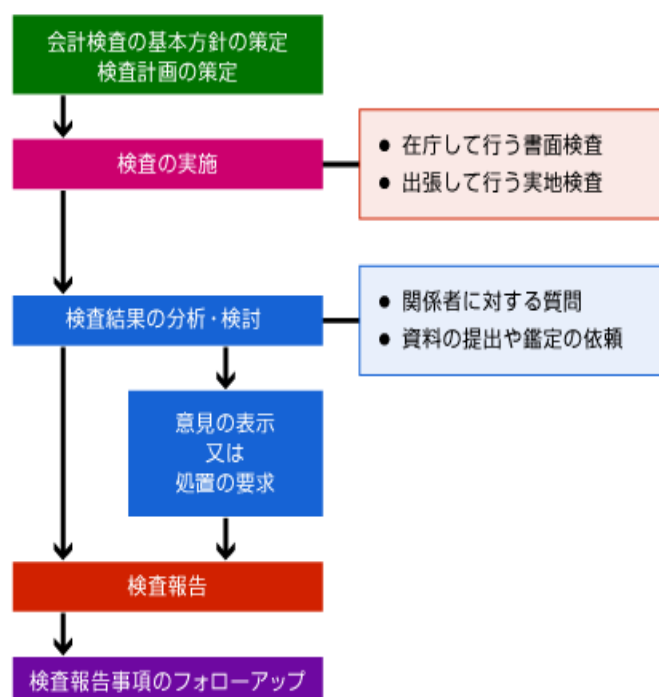 会計検査の基本方針の策定
検査計画の策定
検査の実施
● 在庁して行う書面検査
● 出張して行う実地検査
検査結果の分析・検討
● 関係者に対する質問
● 資料の提出や鑑定の依頼
意見の表示
又は
処置の要求
検査報告
検査報告事項のフォローアップ